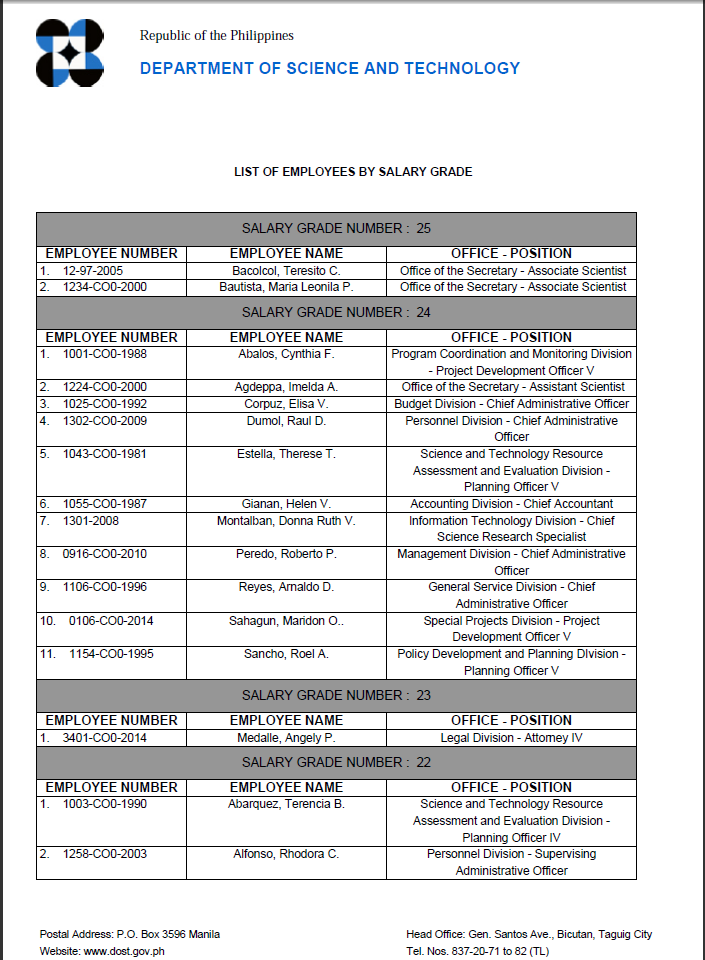 Republic of the Philippines
DEPARTMENT OF SCIENCE AND TECHNOLOGY
LIST OF EMPLOYEES BY SALARY GRADE
SALARY GRADE NUMBER : 25
EMPLOYEE NUMBER EMPLOYEE NAME OFFICE - POSITION
1. 12-97-2005 Bacolcol, Teresito C. Office of the Secretary - Associate Scientist
2. 1234-CO0-2000 Bautista, Maria Leonila P. Office of the Secretary - Associate Scientist
SALARY GRADE NUMBER : 24
EMPLOYEE NUMBER EMPLOYEE NAME OFFICE - POSITION
1. 1001-CO0-1988 Abalos, Cynthia F. Program Coordination and Monitoring Division
- Project Development Officer V
2. 1224-CO0-2000 Agdeppa, Imelda A. Office of the Secretary - Assistant Scientist
3. 1025-CO0-1992 Corpuz, Elisa V. Budget Division - Chief Administrative Officer
4. 1302-CO0-2009 Dumol, Raul D. Personnel Division - Chief Administrative
Officer
5. 1043-CO0-1981 Estella, Therese T. Science and Technology Resource
Assessment and Evaluation Division -
Planning Officer V
6. 1055-CO0-1987 Gianan, Helen V. Accounting Division - Chief Accountant
7. 1301-2008 Montalban, Donna Ruth V. Information Technology Division - Chief
Science Research Specialist
8. 0916-CO0-2010 Peredo, Roberto P. Management Division - Chief Administrative
Officer
9. 1106-CO0-1996 Reyes, Arnaldo D. General Service Division - Chief
Administrative Officer
10. 0106-CO0-2014 Sahagun, Maridon O.. Special Projects Division - Project
Development Officer V
11. 1154-CO0-1995 Sancho, Roel A. Policy Development and Planning DIvision -
Planning Officer V
SALARY GRADE NUMBER : 23
EMPLOYEE NUMBER EMPLOYEE NAME OFFICE - POSITION
1. 3401-CO0-2014 Medalle, Angely P. Legal Division - Attorney IV
SALARY GRADE NUMBER : 22
EMPLOYEE NUMBER EMPLOYEE NAME OFFICE - POSITION
1. 1003-CO0-1990 Abarquez, Terencia B. Science and Technology Resource
Assessment and Evaluation Division -
Planning Officer IV
2. 1258-CO0-2003 Alfonso, Rhodora C. Personnel Division - Supervising
Administrative Officer
Postal Address: P.O. Box 3596 Manila Head Office: Gen. Santos Ave., Bicutan, Taguig City
Website: www.dost.gov.ph Tel. Nos. 837-20-71 to 82 (TL)